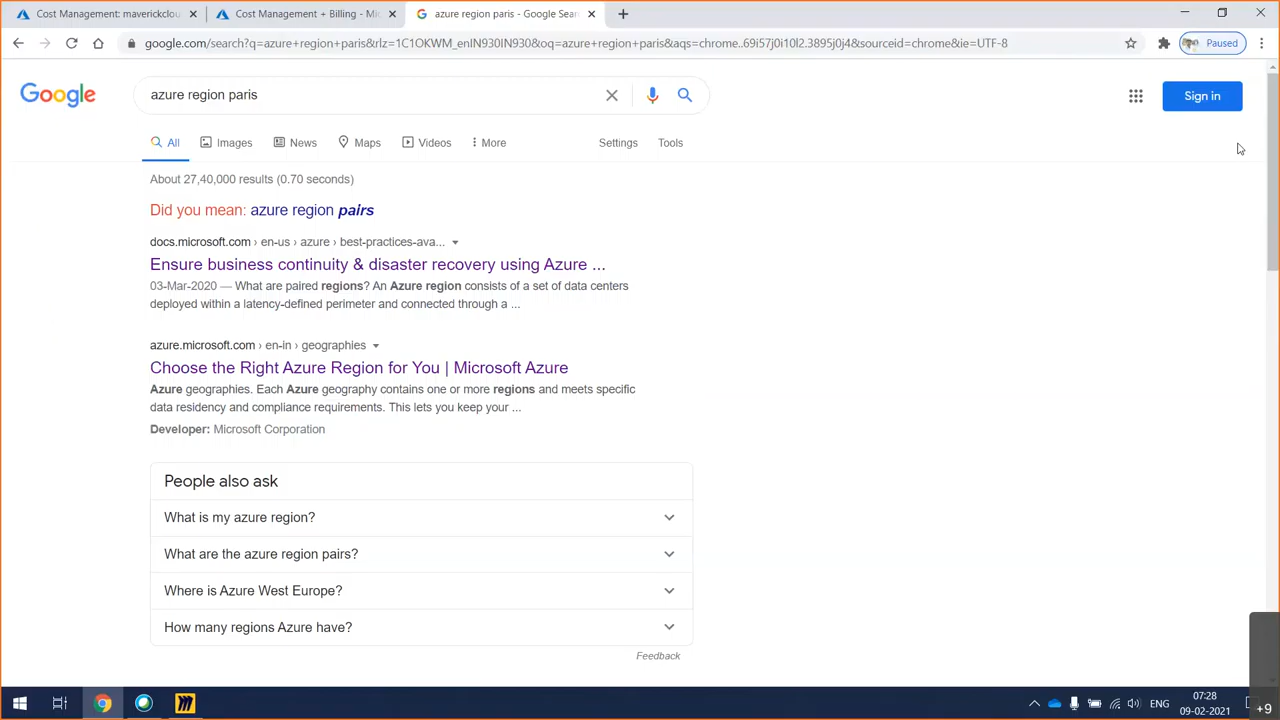 Cost Management: maverickclou
Cost Management + Billing - Mi
azure region paris - Google Sear
google.com/search?q=azure+region+paris&rlz=1C1OKWM_enIN930IN930&oq=azure+region+paris&aqs=chrome..69i57j0i10l2.3895j0j4&sourceid=chrome&ie=UTF-8
Paused
Google
azure region paris
Sign in
All
Images
News
Maps
Videos
More
Settings
Tools
About 27,40,000 results (0.70 seconds)
Did you mean: azure region pairs
docs.microsoft.com › en-us › azure › best-practices-ava...
Ensure business continuity & disaster recovery using Azure ...
03-Mar-2020 — What are paired regions? An Azure region consists of a set of data centers
deployed within a latency-defined perimeter and connected through a ...
azure.microsoft.com › en-in › geographies
Choose the Right Azure Region for You | Microsoft Azure
Azure geographies. Each Azure geography contains one or more regions and meets specific
data residency and compliance requirements. This lets you keep your ...
Developer: Microsoft Corporation
People also ask
What is my azure region?
What are the azure region pairs?
Where is Azure West Europe?
How many regions Azure have?
Feedback
ENG
07:28
09-02-2021
+9